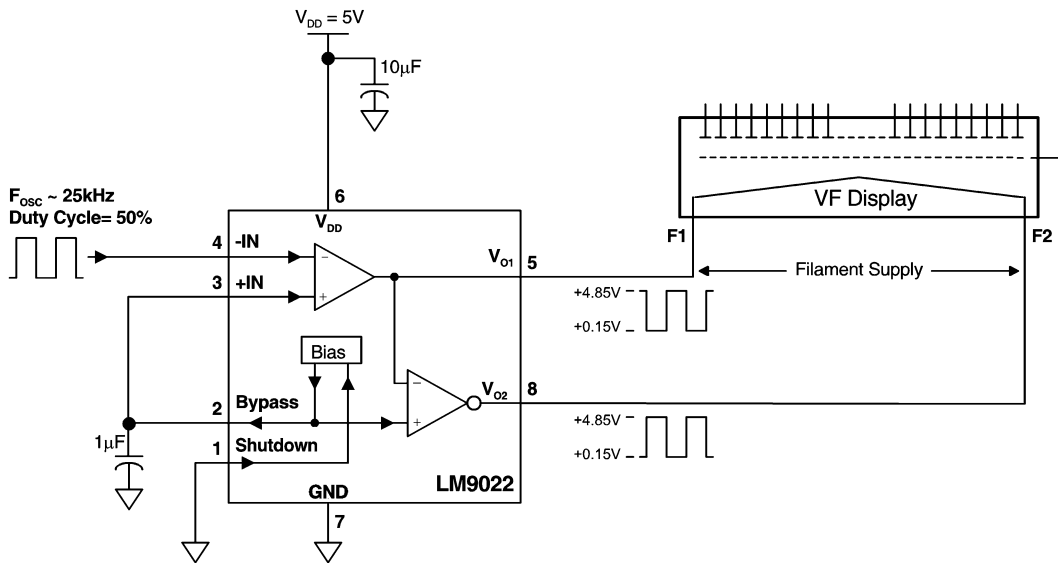 V_DD = 5V
10μF
F_OSC ~ 25kHz
Duty Cycle= 50%
6
V_DD
4 -IN
−
3 +IN
+
V_O1 5
F1
VF Display
F2
Filament Supply
+4.85V
+0.15V
Bias
−
+
V_O2 8
2 Bypass
1μF
1 Shutdown
+4.85V
+0.15V
LM9022
GND
7